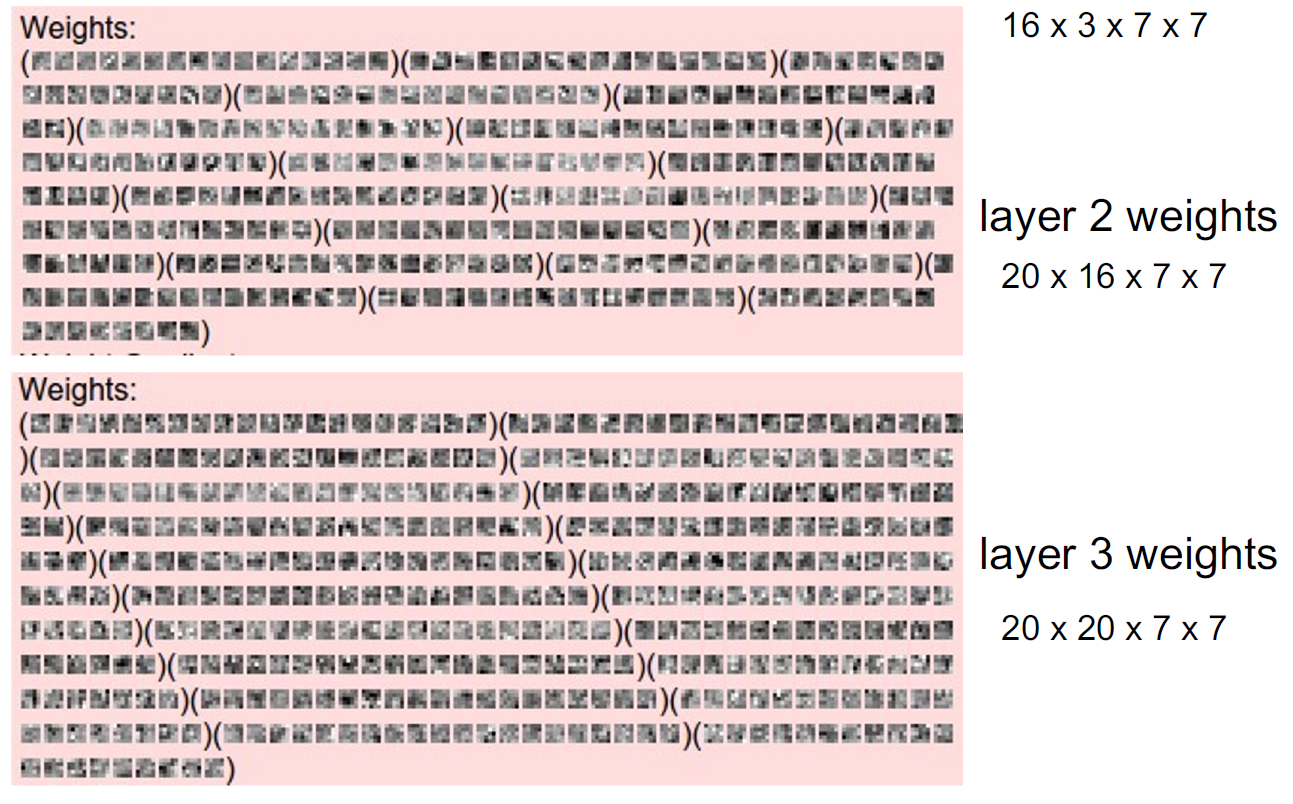 Weights:
16 x 3 x 7 x 7
layer 2 weights
20 x 16 x 7 x 7
Weights:
layer 3 weights
20 x 20 x 7 x 7